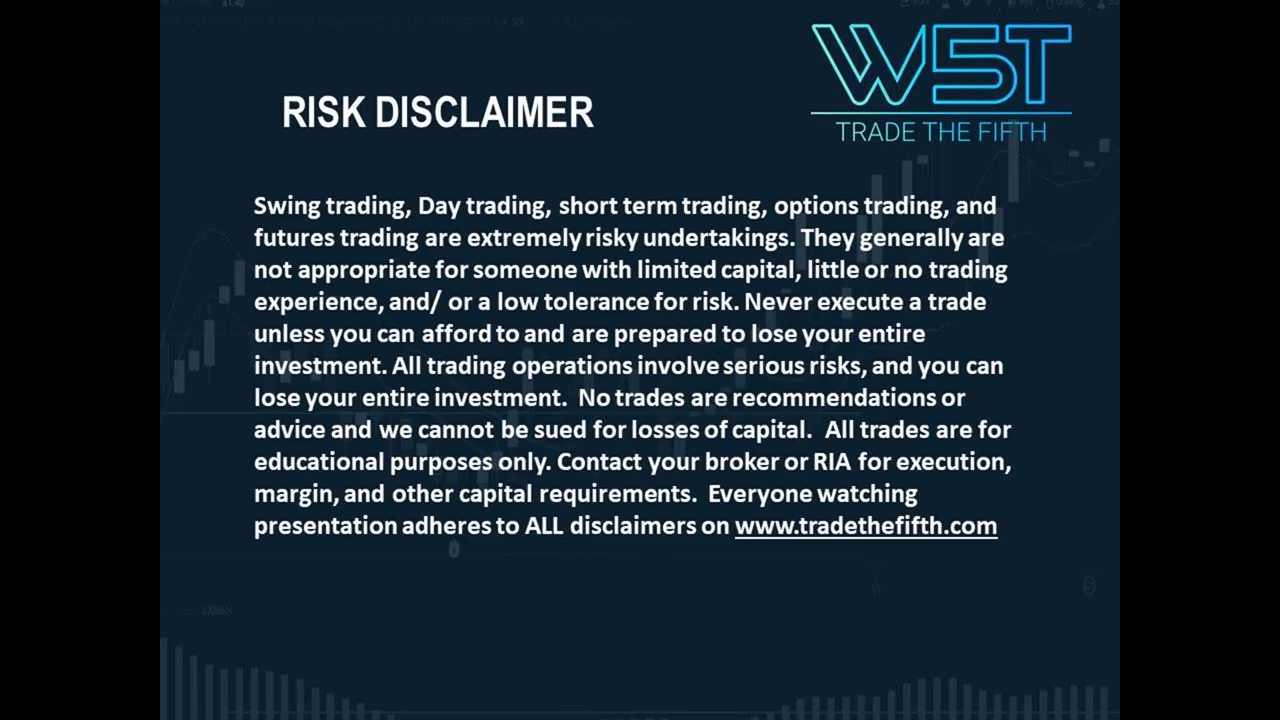 W5T
TRADE THE FIFTH
RISK DISCLAIMER
Swing trading, Day trading, short term trading, options trading, and
futures trading are extremely risky undertakings. They generally are
not appropriate for someone with limited capital, little or no trading
experience, and/ or a low tolerance for risk. Never execute a trade
unless you can afford to and are prepared to lose your entire
investment. All trading operations involve serious risks, and you can
lose your entire investment.  No trades are recommendations or
advice and we cannot be sued for losses of capital.  All trades are for
educational purposes only. Contact your broker or RIA for execution,
margin, and other capital requirements.  Everyone watching
presentation adheres to ALL disclaimers on www.tradethefifth.com